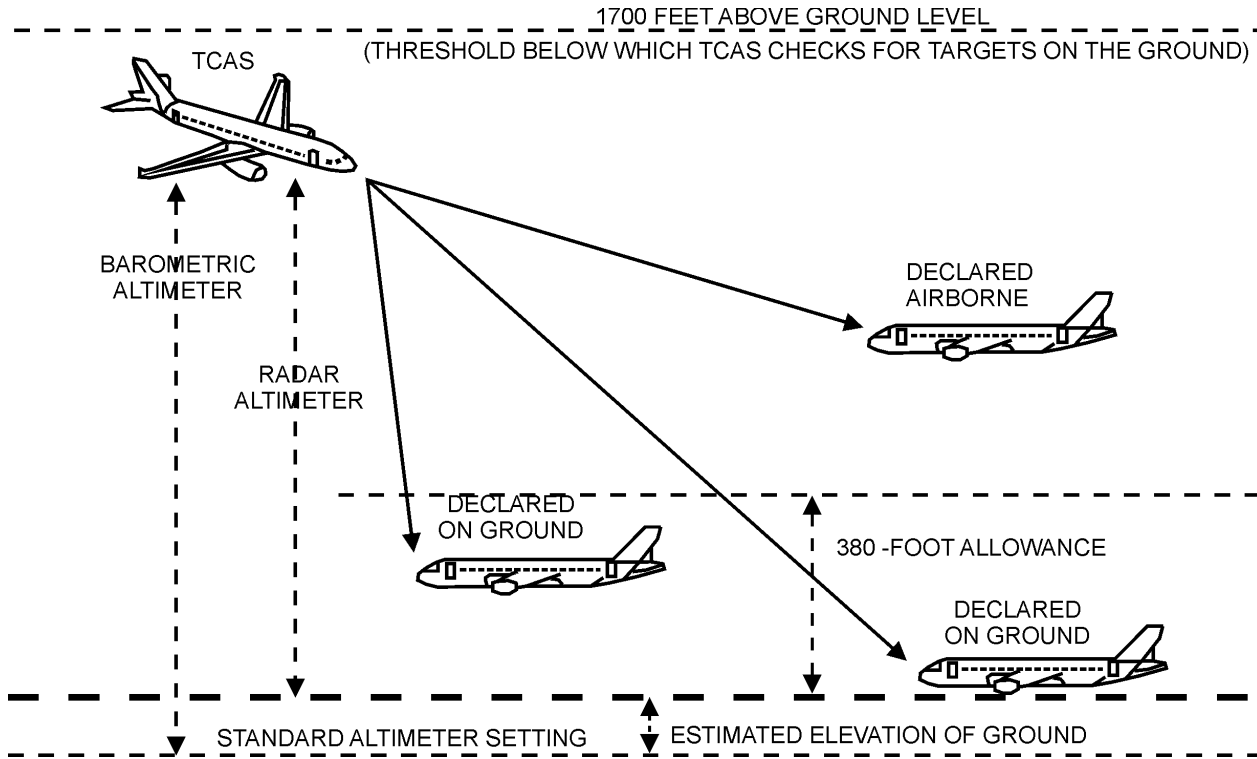 1700 FEET ABOVE GROUND LEVEL
(THRESHOLD BELOW WHICH TCAS CHECKS FOR TARGETS ON THE GROUND)
TCAS
BAROMETRIC
ALTIMETER
DECLARED
AIRBORNE
RADAR
ALTIMETER
DECLARED
ON GROUND
380 -FOOT ALLOWANCE
DECLARED
ON GROUND
STANDARD ALTIMETER SETTING
ESTIMATED ELEVATION OF GROUND